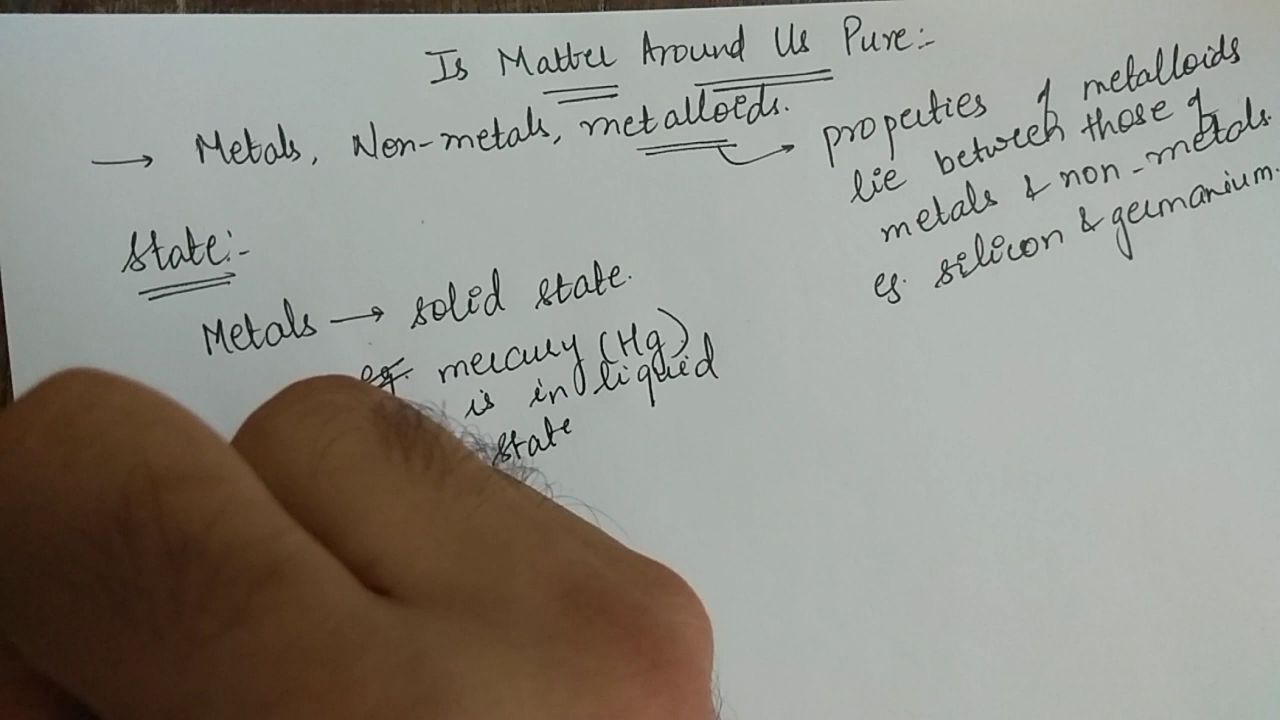 Is Matter Around Us Pure:-
→ Metals, Non-metals, metalloids. → properties of metalloids
lie between those of
metals & non-metals.
eg. silicon & germanium.
State:-
Metals → solid state.
mercury (Hg)
is in liquid
state